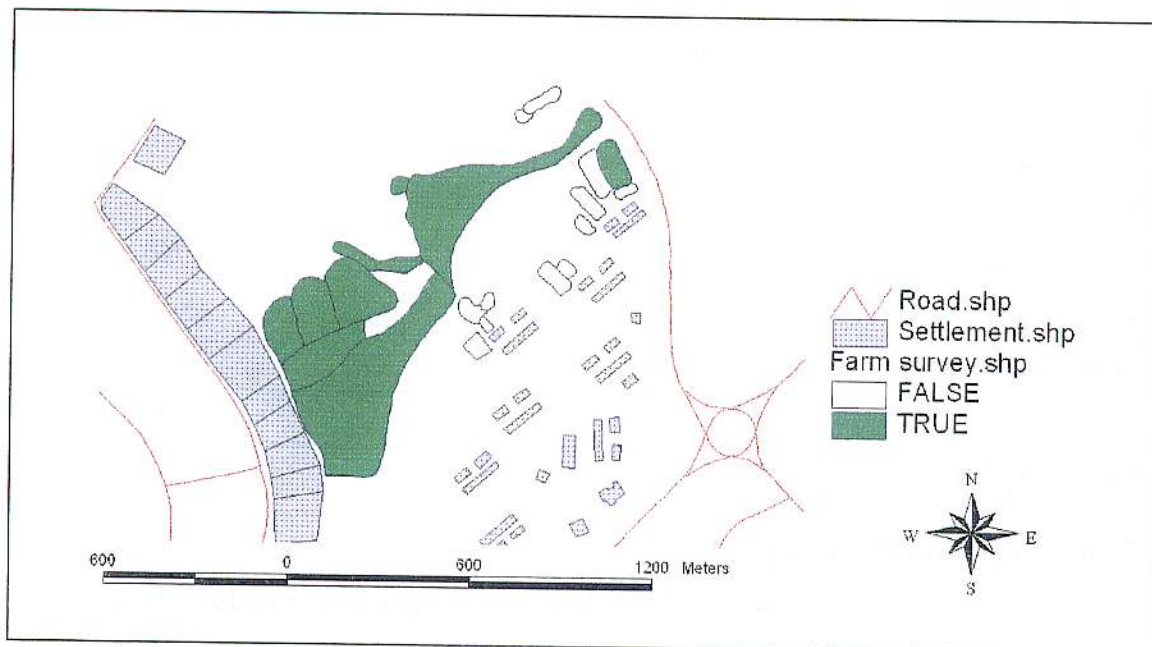 Road.shp
Settlement.shp
Farm survey.shp
FALSE
TRUE
N
W E
S
600 0 600 1200 Meters